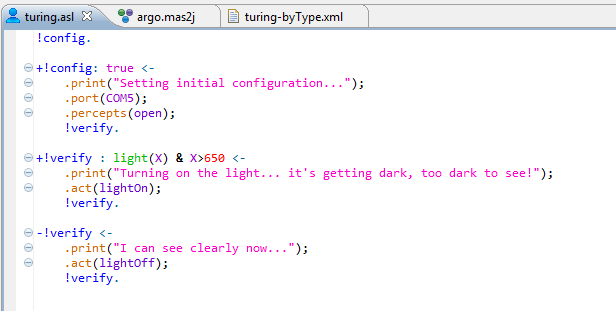 turing.asl argo.mas2j turing-byType.xml
!config.
+!config: true <-
.print("Setting initial configuration...");
.port(COM5);
.percepts(open);
!verify.
+!verify : light(X) & X>650 <-
.print("Turning on the light... it's getting dark, too dark to see!");
.act(lightOn);
!verify.
-!verify <-
.print("I can see clearly now...");
.act(lightOff);
!verify.